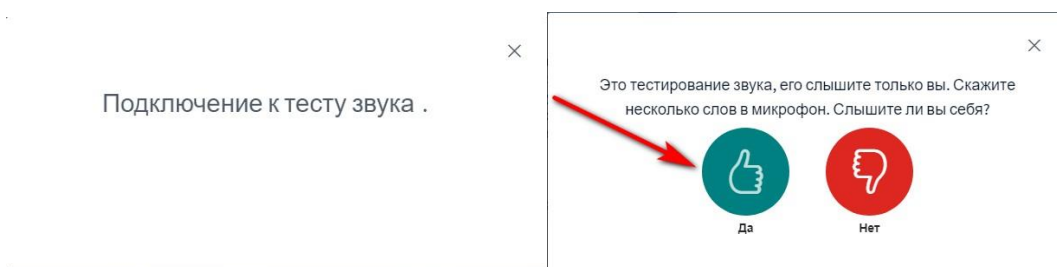 Подключение к тесту звука .
Это тестирование звука, его слышите только вы. Скажите
несколько слов в микрофон. Слышите ли вы себя?
Да
Нет